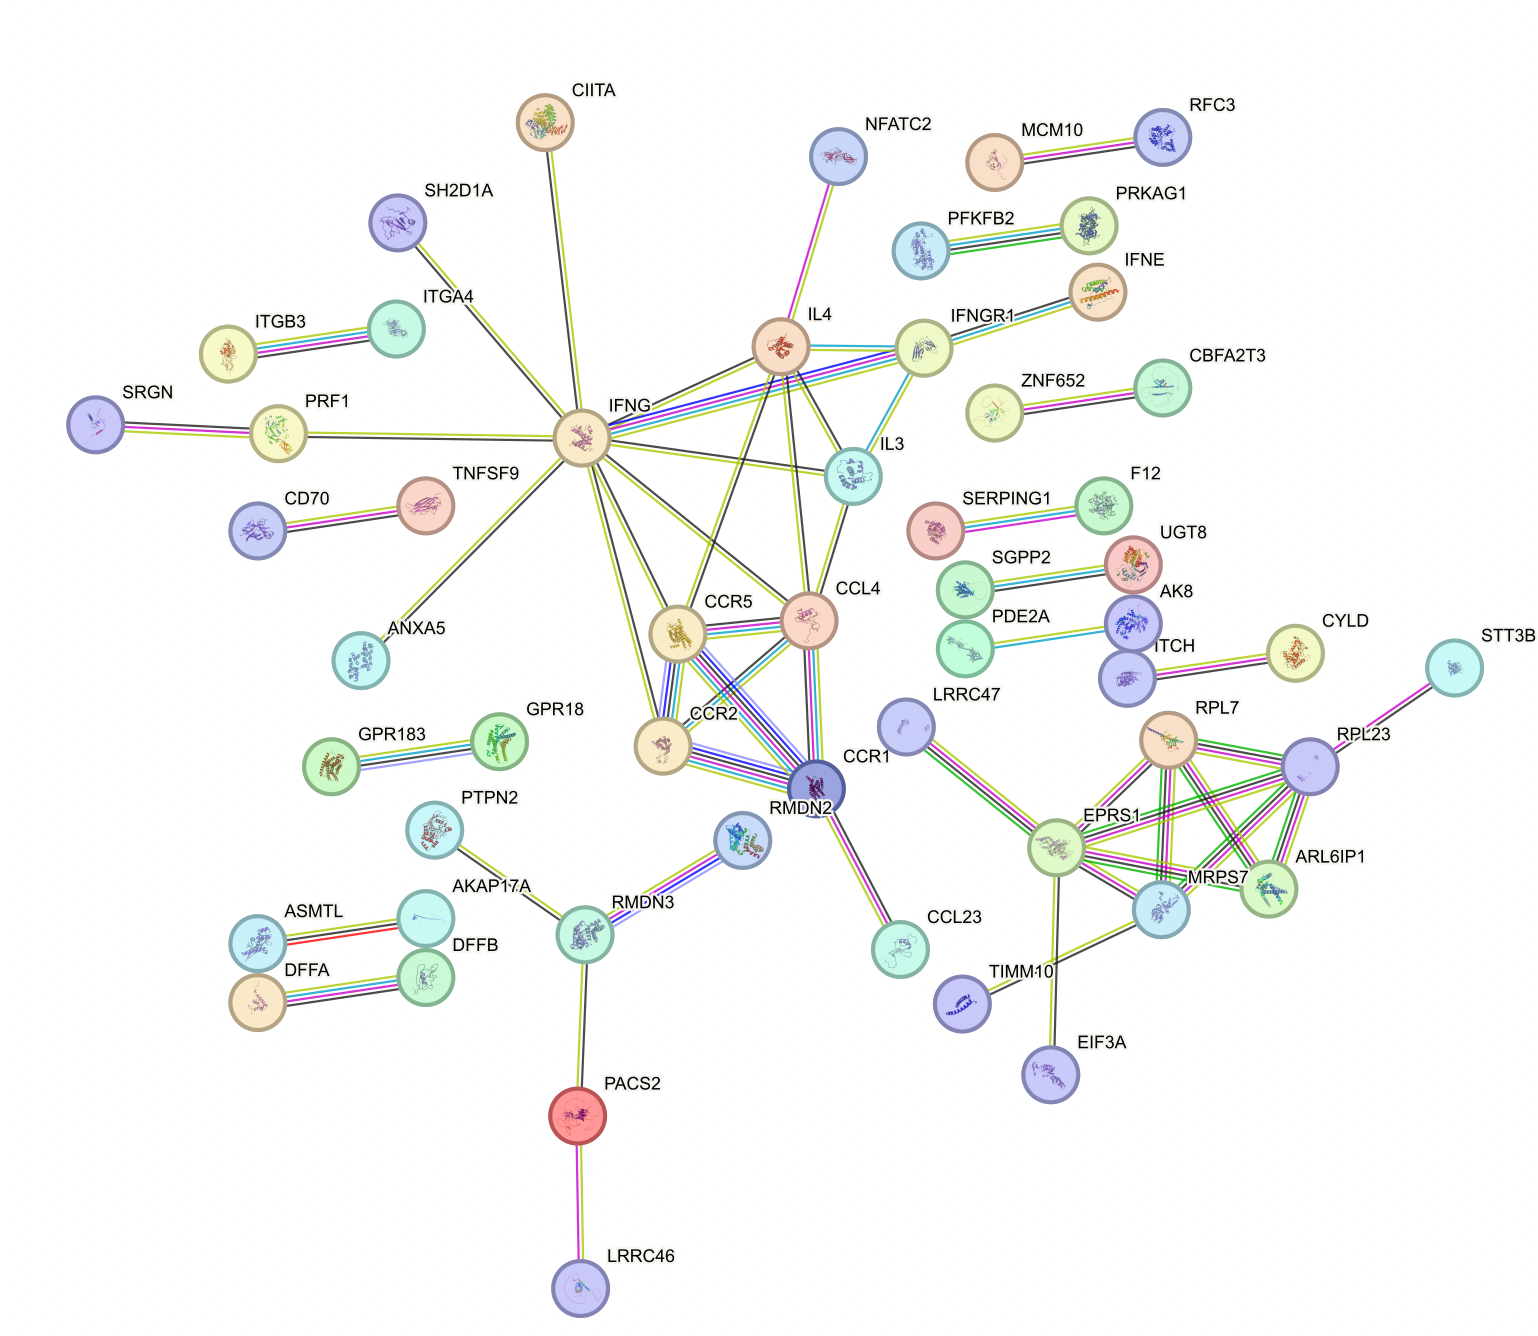 CIITA
RFC3
NFATC2
MCM10
SH2D1A
PRKAG1
PFKFB2
IFNE
ITGA4
IL4
IFNGR1
ITGB3
CBFA2T3
ZNF652
SRGN
PRF1
IFNG
IL3
TNFSF9
CD70
SERPING1
F12
UGT8
SGPP2
CCL4
AK8
CCR5
PDE2A
ANXA5
CYLD
STT3B
ITCH
LRRC47
GPR18
CCR2
RPL7
GPR183
RPL23
CCR1
PTPN2
RMDN2
EPRS1
ARL6IP1
MRPS7
AKAP17A
RMDN3
ASMTL
CCL23
DFFB
DFFA
TIMM10
EIF3A
PACS2
LRRC46